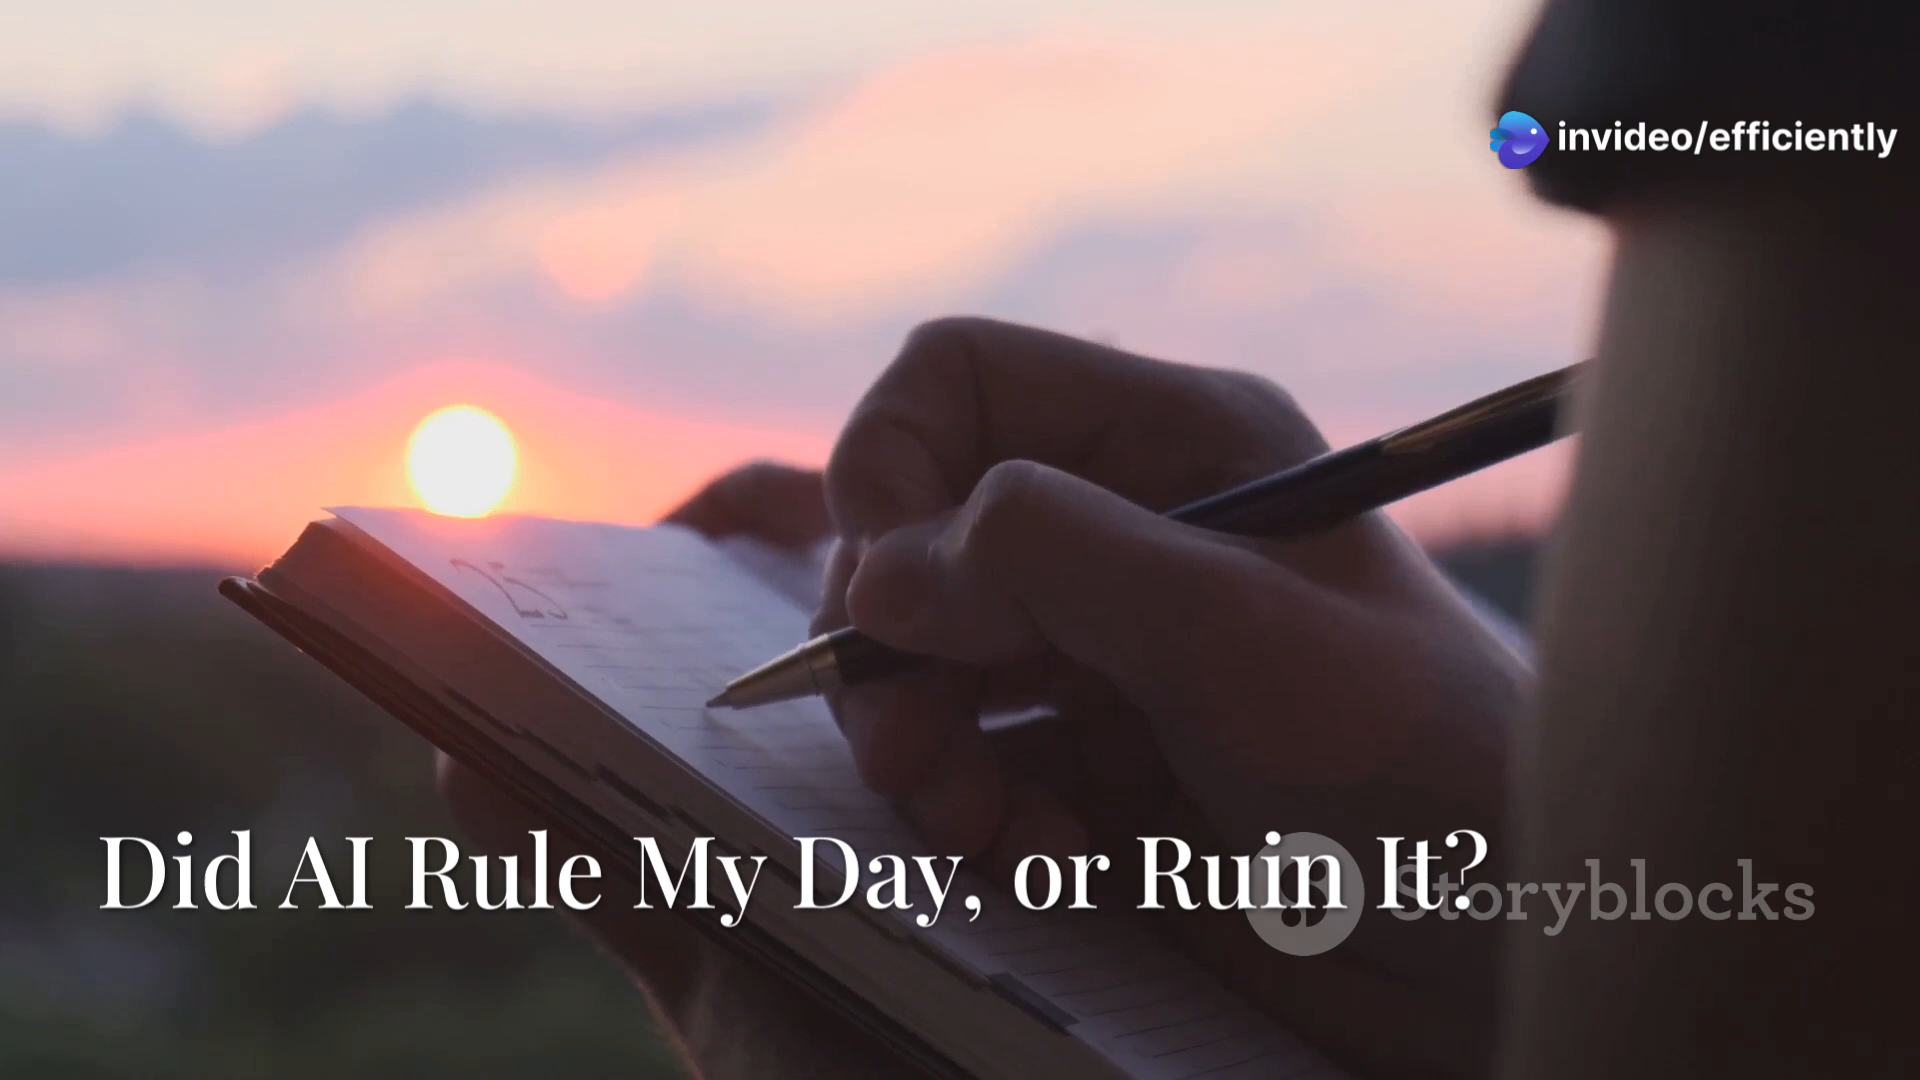 invideo/efficiently
Did AI Rule My Day, or Ruin It?
Storyblocks